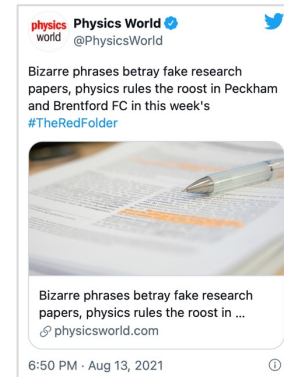 physics world Physics World
@PhysicsWorld
Bizarre phrases betray fake research
papers, physics rules the roost in Peckham
and Brentford FC in this week's
#TheRedFolder
Bizarre phrases betray fake research
papers, physics rules the roost in ...
physicsworld.com
6:50 PM · Aug 13, 2021